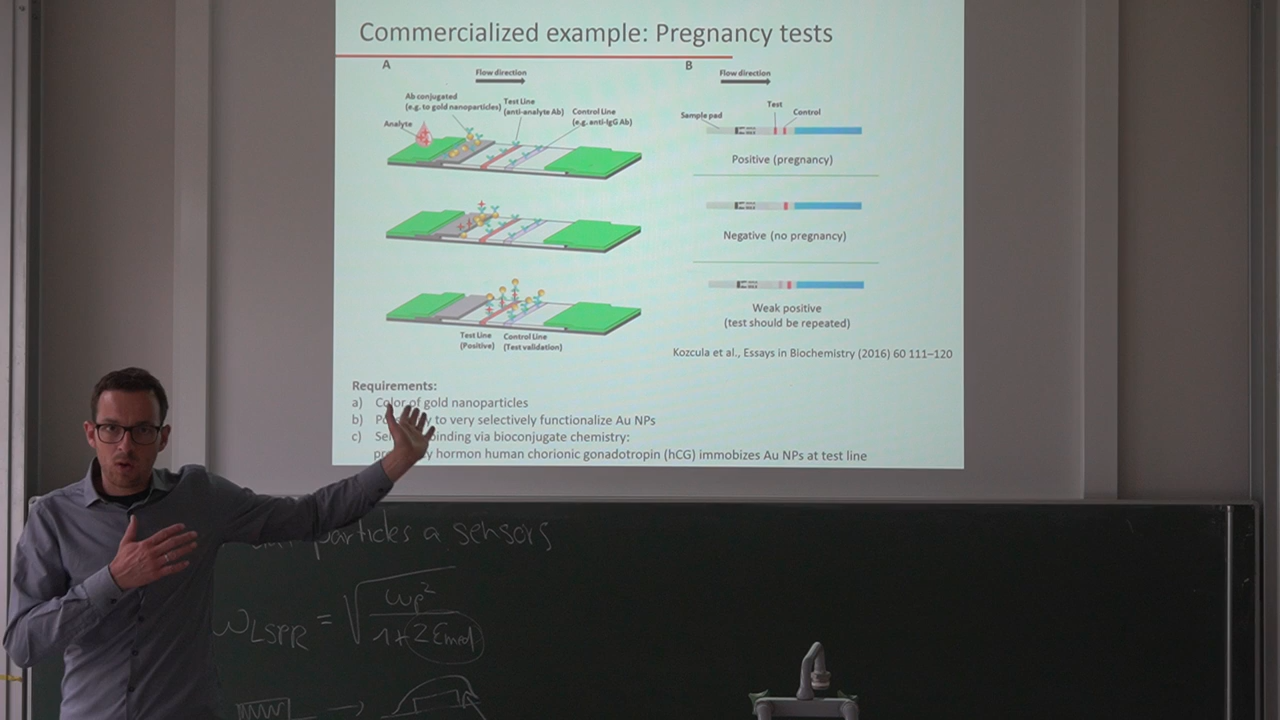 Commercialized example: Pregnancy tests
A
Flow direction
Ab conjugated
(e.g. to gold nanoparticles)
Test Line
(anti-analyte Ab)
Control Line
(e.g. anti-IgG Ab)
Analyte
Test Line
(Positive)
Control Line
(Test validation)
B
Flow direction
Test
Control
Sample pad
Positive (pregnancy)
Negative (no pregnancy)
Weak positive
(test should be repeated)
Kozcula et al., Essays in Biochemistry (2016) 60 111–120
Requirements:
a) Color of gold nanoparticles
b) to very selectively functionalize Au NPs
c) binding via bioconjugate chemistry:
hormon human chorionic gonadotropin (hCG) immobizes Au NPs at test line
particles a sensors
ωLSPR = √ωp² / 1+2εmed